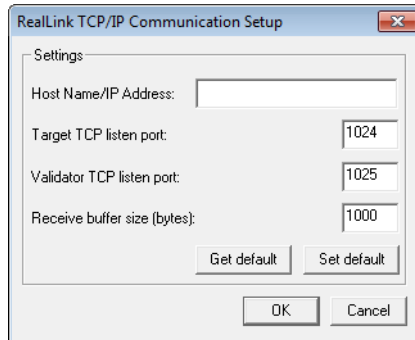 RealLink TCP/IP Communication Setup
Settings
Host Name/IP Address:
Target TCP listen port: 1024
Validator TCP listen port: 1025
Receive buffer size (bytes): 1000
Get default Set default
OK Cancel